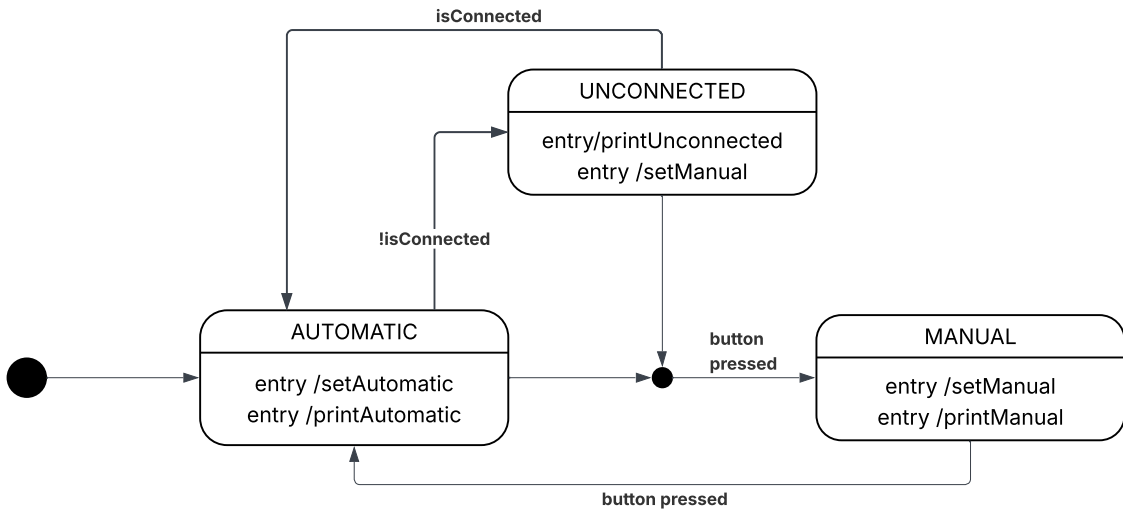 isConnected
UNCONNECTED
entry/printUnconnected
entry /setManual
!isConnected
AUTOMATIC
entry /setAutomatic
entry /printAutomatic
button
pressed
MANUAL
entry /setManual
entry /printManual
button pressed